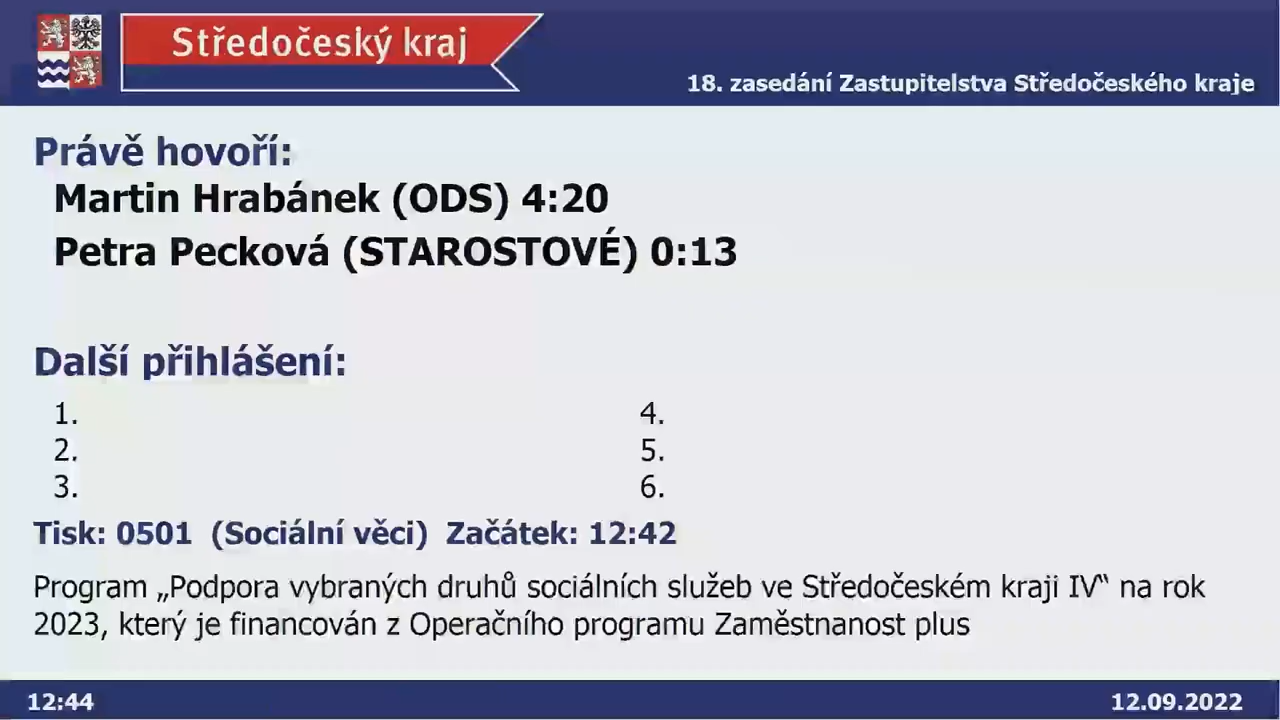 Středočeský kraj
18. zasedání Zastupitelstva Středočeského kraje
Právě hovoří:
Martin Hrabánek (ODS) 4:20
Petra Pecková (STAROSTOVÉ) 0:13
Další přihlášení:
1.
2.
3.
4.
5.
6.
Tisk: 0501 (Sociální věci) Začátek: 12:42
Program „Podpora vybraných druhů sociálních služeb ve Středočeském kraji IV“ na rok
2023, který je financován z Operačního programu Zaměstnanost plus
12:44
12.09.2022